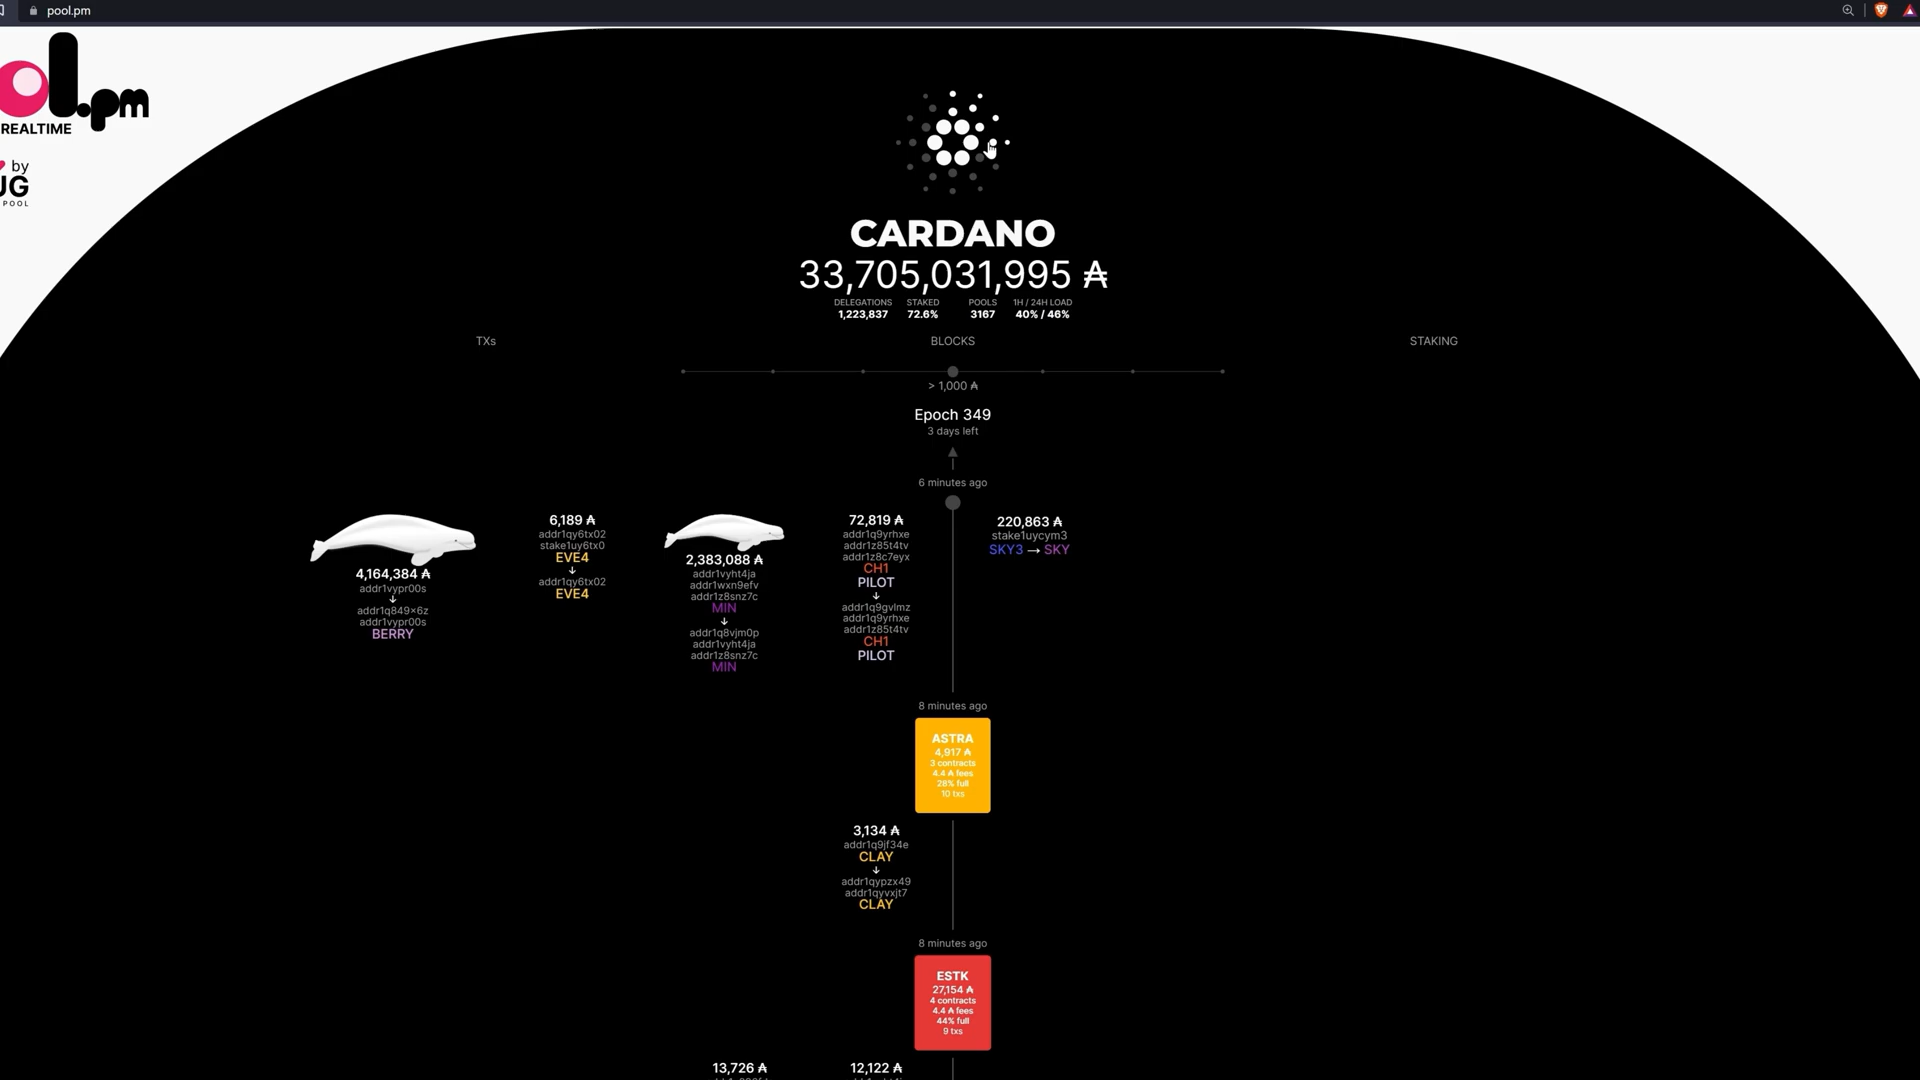 pool.pm
ol.pm
REALTIME
by
UG
POOL
CARDANO
33,705,031,995 ₳
DELEGATIONS STAKED POOLS 1H / 24H LOAD
1,223,837 72.6% 3167 40% / 46%
TXs BLOCKS STAKING
> 1,000 ₳
Epoch 349
3 days left
6 minutes ago
4,164,384 ₳
addr1vypr00s
↓
addr1q849x6z
addr1vypr00s
BERRY
6,189 ₳
addr1qy6tx02
stake1uy6tx0
EVE4
↓
addr1qy6tx02
EVE4
2,383,088 ₳
addr1vyht4ja
addr1wxn9efv
addr1z8snz7c
MIN
↓
addr1q8vjm0p
addr1vyht4ja
addr1z8snz7c
MIN
72,819 ₳
addr1q9yrhxe
addr1z85t4tv
addr1z8c7eyx
CH1
PILOT
↓
addr1q9gvlmz
addr1q9yrhxe
addr1z85t4tv
CH1
PILOT
220,863 ₳
stake1uycym3
SKY3 → SKY
8 minutes ago
ASTRA
4,917 ₳
3 contracts
4.4 ₳ fees
28% full
10 txs
3,134 ₳
addr1q9jf34e
CLAY
↓
addr1qypzx49
addr1qyvxjt7
CLAY
8 minutes ago
ESTK
27,154 ₳
4 contracts
4.4 ₳ fees
44% full
9 txs
13,726 ₳ 12,122 ₳